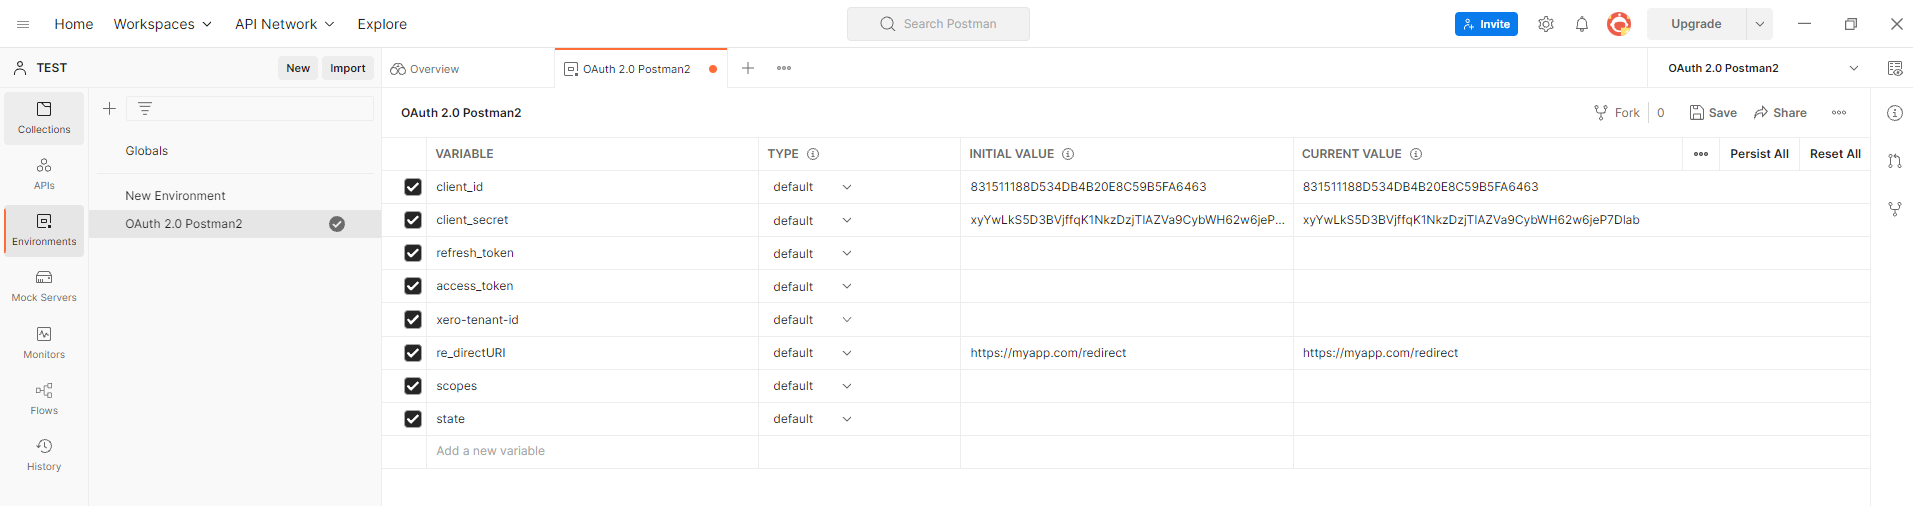 Home Workspaces API Network Explore Search Postman Invite Upgrade
TEST New Import Overview OAuth 2.0 Postman2 OAuth 2.0 Postman2
Collections
APIs
Environments
Mock Servers
Monitors
Flows
History
Globals
New Environment
OAuth 2.0 Postman2
OAuth 2.0 Postman2 Fork 0 Save Share
VARIABLE TYPE INITIAL VALUE CURRENT VALUE Persist All Reset All
client_id default 831511188D534DB4B20E8C59B5FA6463 831511188D534DB4B20E8C59B5FA6463
client_secret default xyYwLkS5D3BVjffqK1NkzDzjTlAZVa9CybWH62w6jeP... xyYwLkS5D3BVjffqK1NkzDzjTlAZVa9CybWH62w6jeP7Dlab
refresh_token default
access_token default
xero-tenant-id default
re_directURI default https://myapp.com/redirect https://myapp.com/redirect
scopes default
state default
Add a new variable